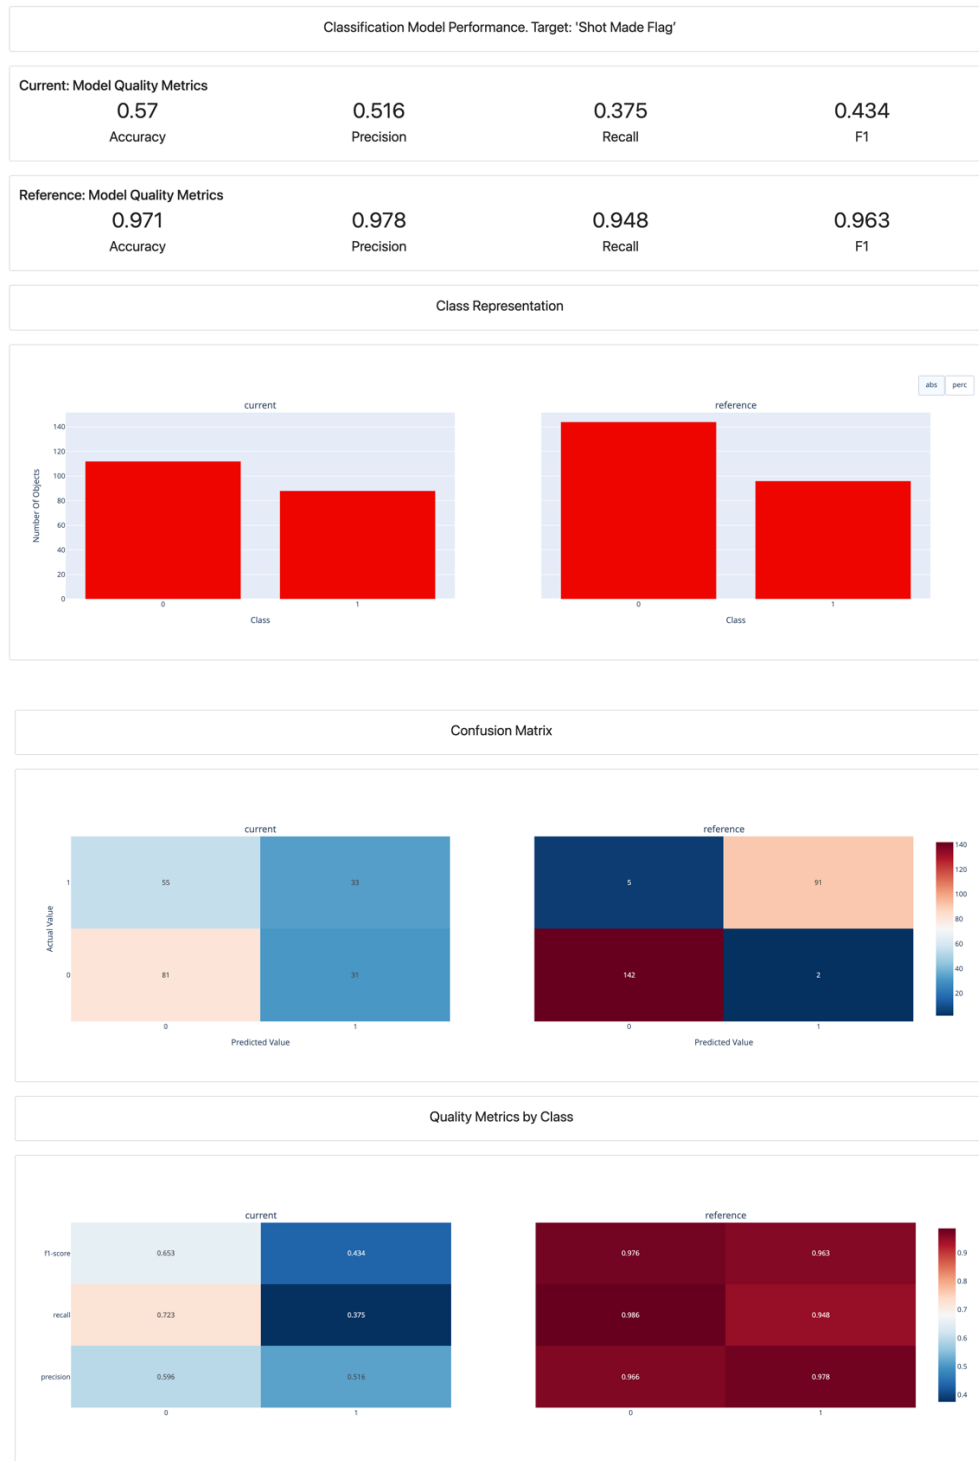 Classification Model Performance. Target: 'Shot Made Flag'
Current: Model Quality Metrics
0.57 0.516 0.375 0.434
Accuracy Precision Recall F1
Reference: Model Quality Metrics
0.971 0.978 0.948 0.963
Accuracy Precision Recall F1
Class Representation
abs perc
current reference
140
120
100
80
60
40
20
0
Number Of Objects
0 1 0 1
Class Class
Confusion Matrix
current reference
1 55 33 5 91
0 81 31 142 2
Actual Value
0 1 0 1
Predicted Value Predicted Value
140
120
100
80
60
40
20
Quality Metrics by Class
current reference
f1-score 0.653 0.434 0.976 0.963
recall 0.723 0.375 0.986 0.948
precision 0.596 0.516 0.966 0.978
0 1 0 1
0.9
0.8
0.7
0.6
0.5
0.4